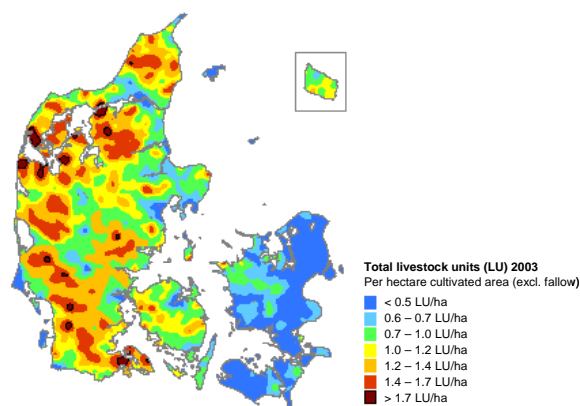 Total livestock units (LU) 2003
Per hectare cultivated area (excl. fallow)
< 0.5 LU/ha
0.6 – 0.7 LU/ha
0.7 – 1.0 LU/ha
1.0 – 1.2 LU/ha
1.2 – 1.4 LU/ha
1.4 – 1.7 LU/ha
> 1.7 LU/ha